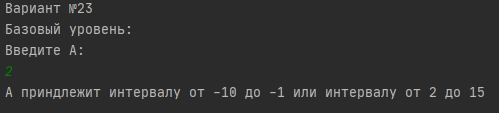 Вариант №23
Базовый уровень:
Введите А:
2
А приндлежит интервалу от -10 до -1 или интервалу от 2 до 15